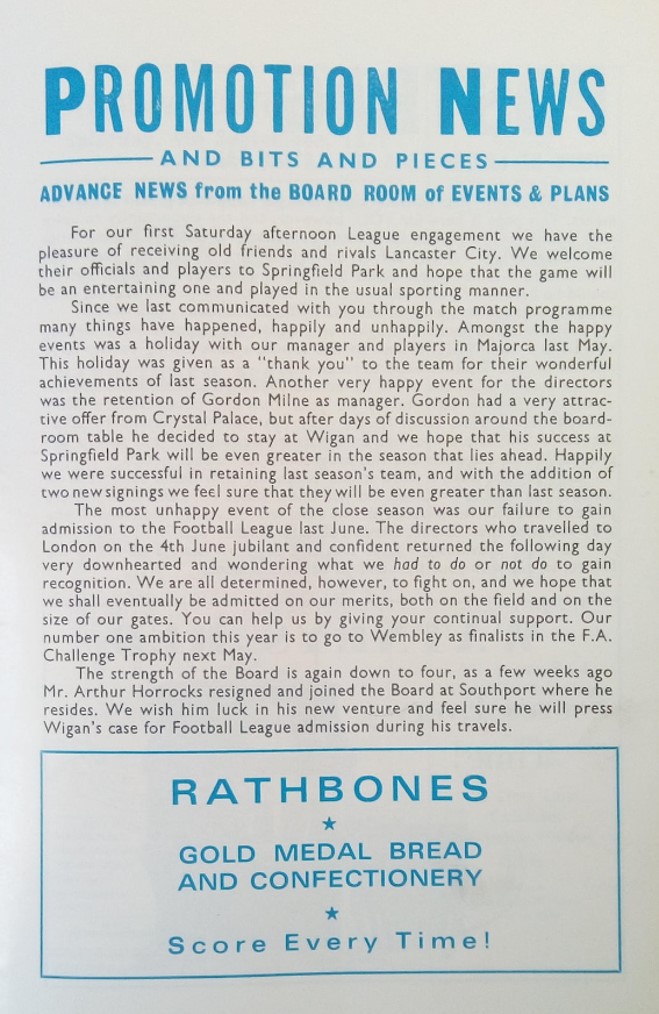 PROMOTION NEWS
AND BITS AND PIECES
ADVANCE NEWS from the BOARD ROOM of EVENTS & PLANS
For our first Saturday afternoon League engagement we have the
pleasure of receiving old friends and rivals Lancaster City. We welcome
their officials and players to Springfield Park and hope that the game will
be an entertaining one and played in the usual sporting manner.
Since we last communicated with you through the match programme
many things have happened, happily and unhappily. Amongst the happy
events was a holiday with our manager and players in Majorca last May.
This holiday was given as a "thank you" to the team for their wonderful
achievements of last season. Another very happy event for the directors
was the retention of Gordon Milne as manager. Gordon had a very attrac-
tive offer from Crystal Palace, but after days of discussion around the board-
room table he decided to stay at Wigan and we hope that his success at
Springfield Park will be even greater in the season that lies ahead. Happily
we were successful in retaining last season's team, and with the addition of
two new signings we feel sure that they will be even greater than last season.
The most unhappy event of the close season was our failure to gain
admission to the Football League last June. The directors who travelled to
London on the 4th June jubilant and confident returned the following day
very downhearted and wondering what we had to do or not do to gain
recognition. We are all determined, however, to fight on, and we hope that
we shall eventually be admitted on our merits, both on the field and on the
size of our gates. You can help us by giving your continual support. Our
number one ambition this year is to go to Wembley as finalists in the F.A.
Challenge Trophy next May.
The strength of the Board is again down to four, as a few weeks ago
Mr. Arthur Horrocks resigned and joined the Board at Southport where he
resides. We wish him luck in his new venture and feel sure he will press
Wigan's case for Football League admission during his travels.
RATHBONES
★
GOLD MEDAL BREAD
AND CONFECTIONERY
★
Score Every Time!